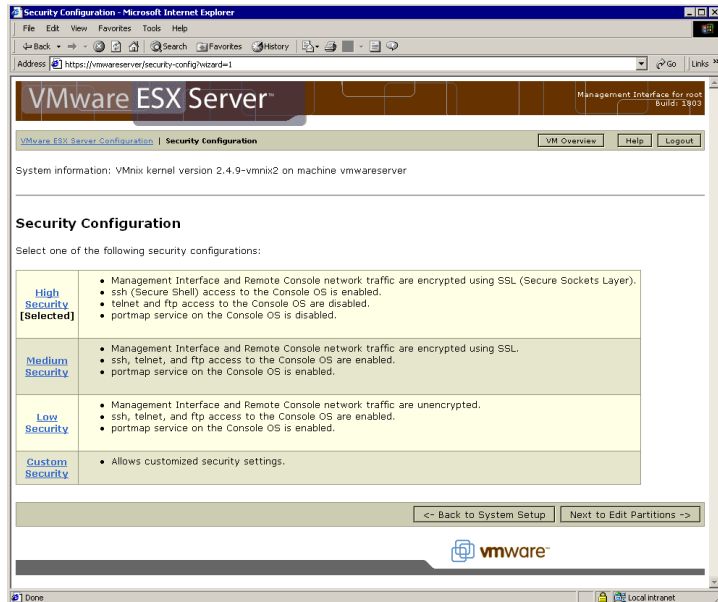 Security Configuration - Microsoft Internet Explorer
File Edit View Favorites Tools Help
Back Search Favorites History
Address https://vmwareserver/security-config?wizard=1 Go Links »
VMware ESX Server™
Management Interface for root
Build: 1803
VMware ESX Server Configuration | Security Configuration VM Overview Help Logout
System information: VMnix kernel version 2.4.9-vmnix2 on machine vmwareserver
Security Configuration
Select one of the following security configurations:
High
Security
[Selected]
• Management Interface and Remote Console network traffic are encrypted using SSL (Secure Sockets Layer).
• ssh (Secure Shell) access to the Console OS is enabled.
• telnet and ftp access to the Console OS are disabled.
• portmap service on the Console OS is disabled.
Medium
Security
• Management Interface and Remote Console network traffic are encrypted using SSL.
• ssh, telnet, and ftp access to the Console OS are enabled.
• portmap service on the Console OS is enabled.
Low
Security
• Management Interface and Remote Console network traffic are unencrypted.
• ssh, telnet, and ftp access to the Console OS are enabled.
• portmap service on the Console OS is enabled.
Custom
Security
• Allows customized security settings.
<- Back to System Setup Next to Edit Partitions ->
vmware™
Done Local intranet